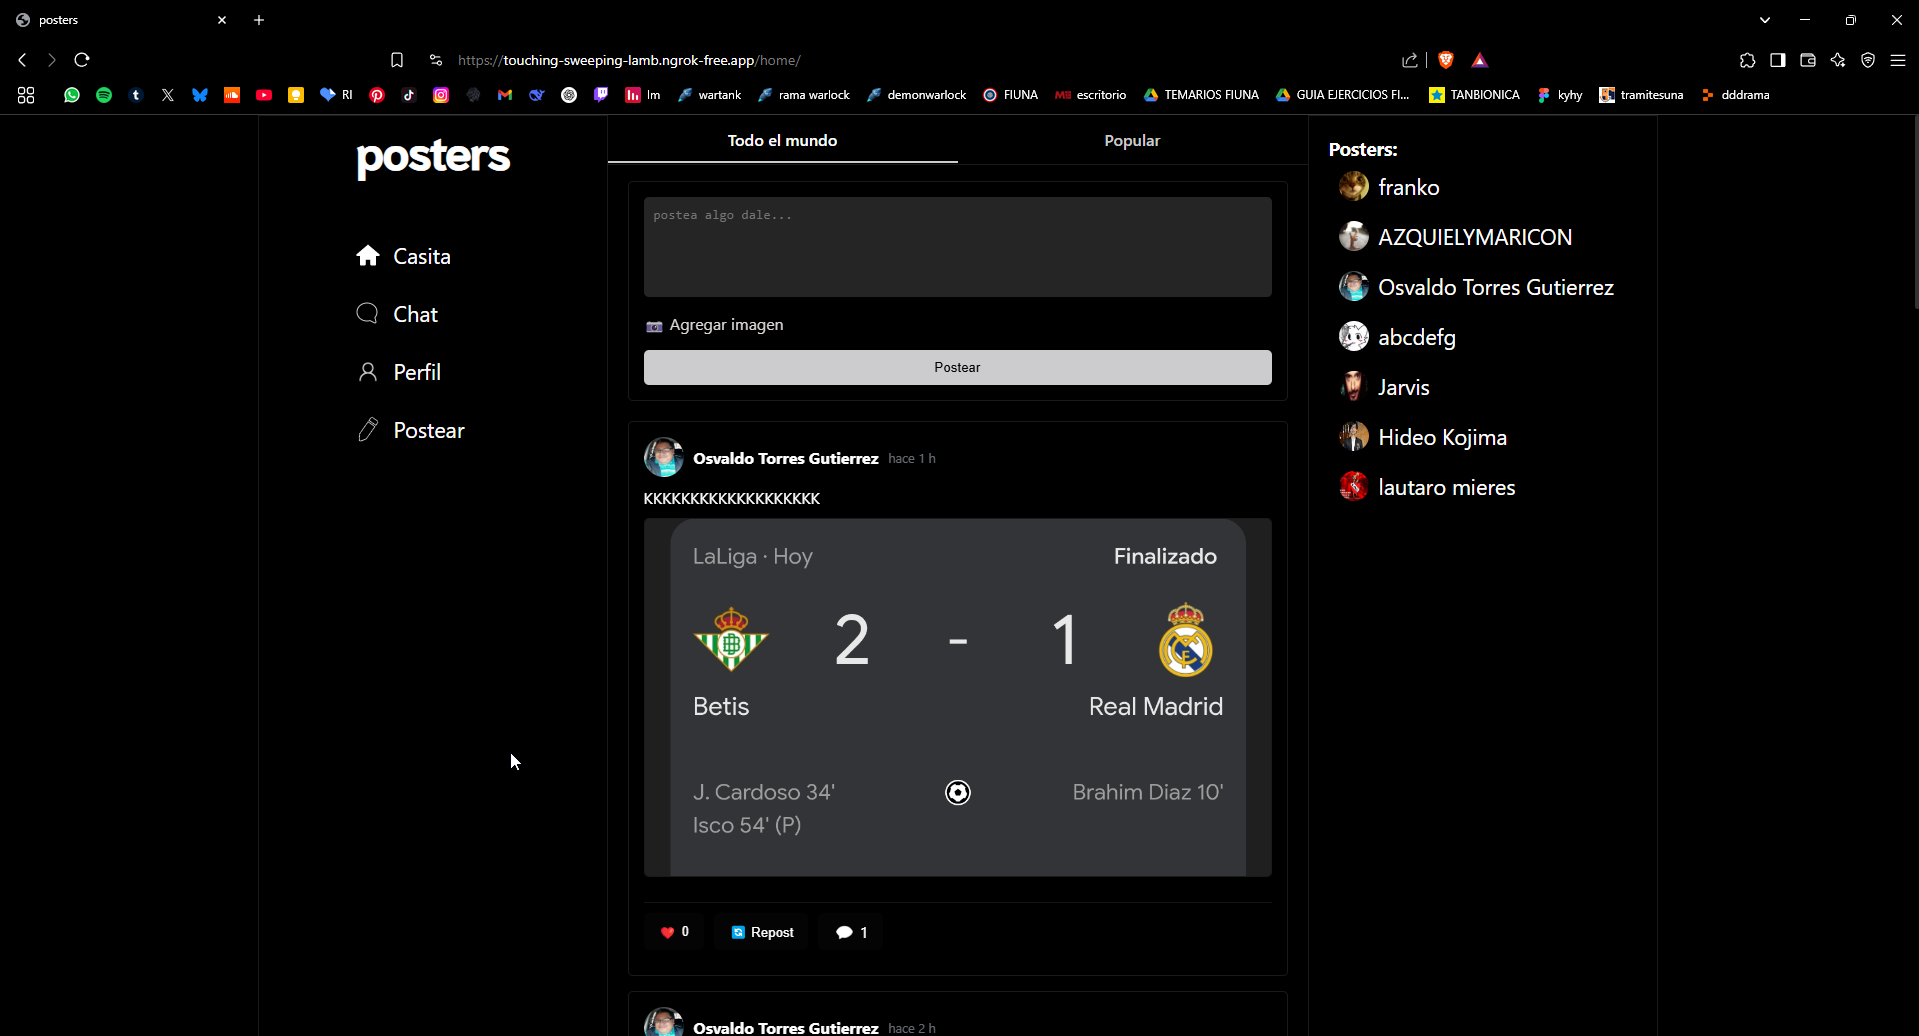 posters
https://touching-sweeping-lamb.ngrok-free.app/home/
RI
Im
wartank
rama warlock
demonwarlock
FIUNA
escritorio
TEMARIOS FIUNA
GUIA EJERCICIOS FI...
TANBIONICA
kyhy
tramitesuna
dddrama
posters
Casita
Chat
Perfil
Postear
Todo el mundo
Popular
postea algo dale...
Agregar imagen
Postear
Osvaldo Torres Gutierrez hace 1 h
KKKKKKKKKKKKKKKKKKK
LaLiga · Hoy
Finalizado
2 - 1
Betis
Real Madrid
J. Cardoso 34'
Brahim Diaz 10'
Isco 54' (P)
0
Repost
1
Osvaldo Torres Gutierrez hace 2 h
Posters:
franko
AZQUIELYMARICON
Osvaldo Torres Gutierrez
abcdefg
Jarvis
Hideo Kojima
lautaro mieres